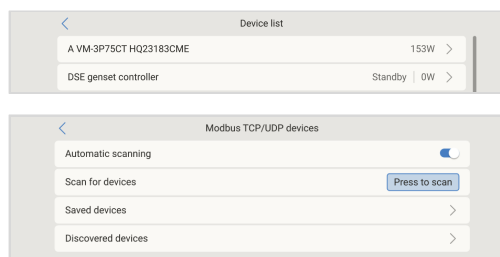 Device list
A VM-3P75CT HQ23183CME 153W
DSE genset controller Standby 0W
Modbus TCP/UDP devices
Automatic scanning
Scan for devices Press to scan
Saved devices
Discovered devices